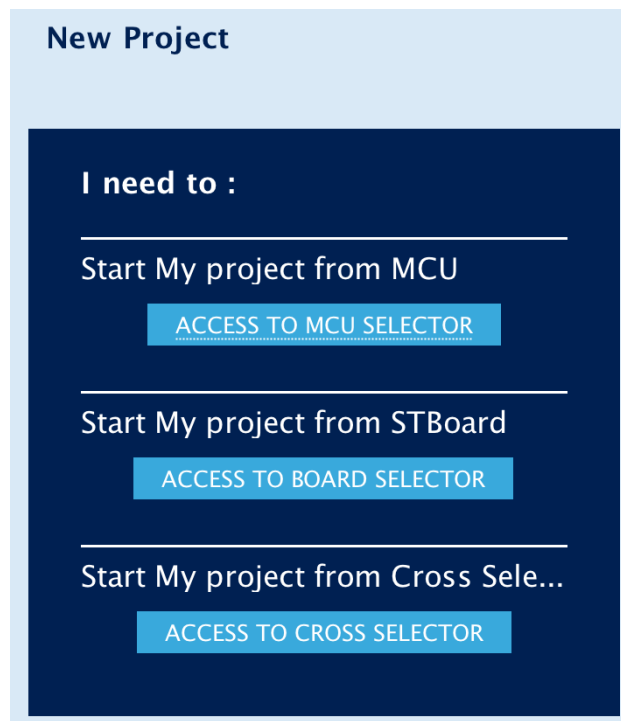 New Project
I need to :
Start My project from MCU
ACCESS TO MCU SELECTOR
Start My project from STBoard
ACCESS TO BOARD SELECTOR
Start My project from Cross Sele...
ACCESS TO CROSS SELECTOR